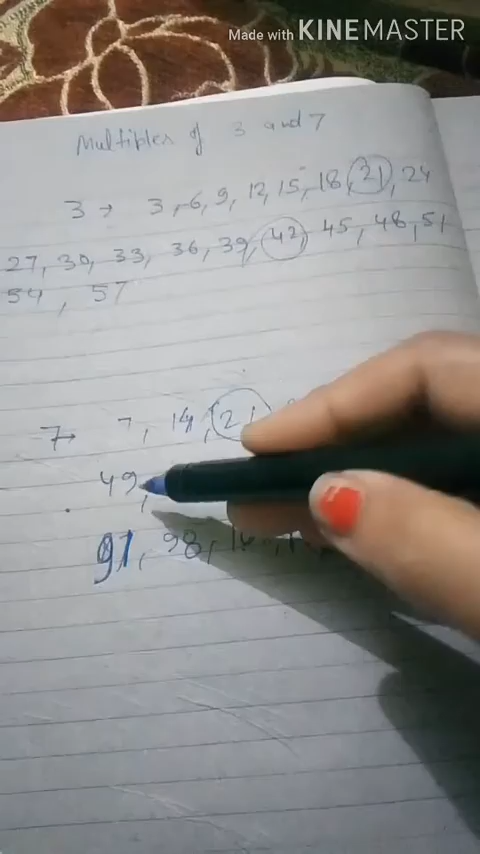 Made with KINEMASTER
Multiples of 3 and 7
3 → 3, 6, 9, 12, 15, 18, 21, 24
27, 30, 33, 36, 39, 42, 45, 48, 51
54, 57
7→ 7, 14, 21,
49,
91, 98,